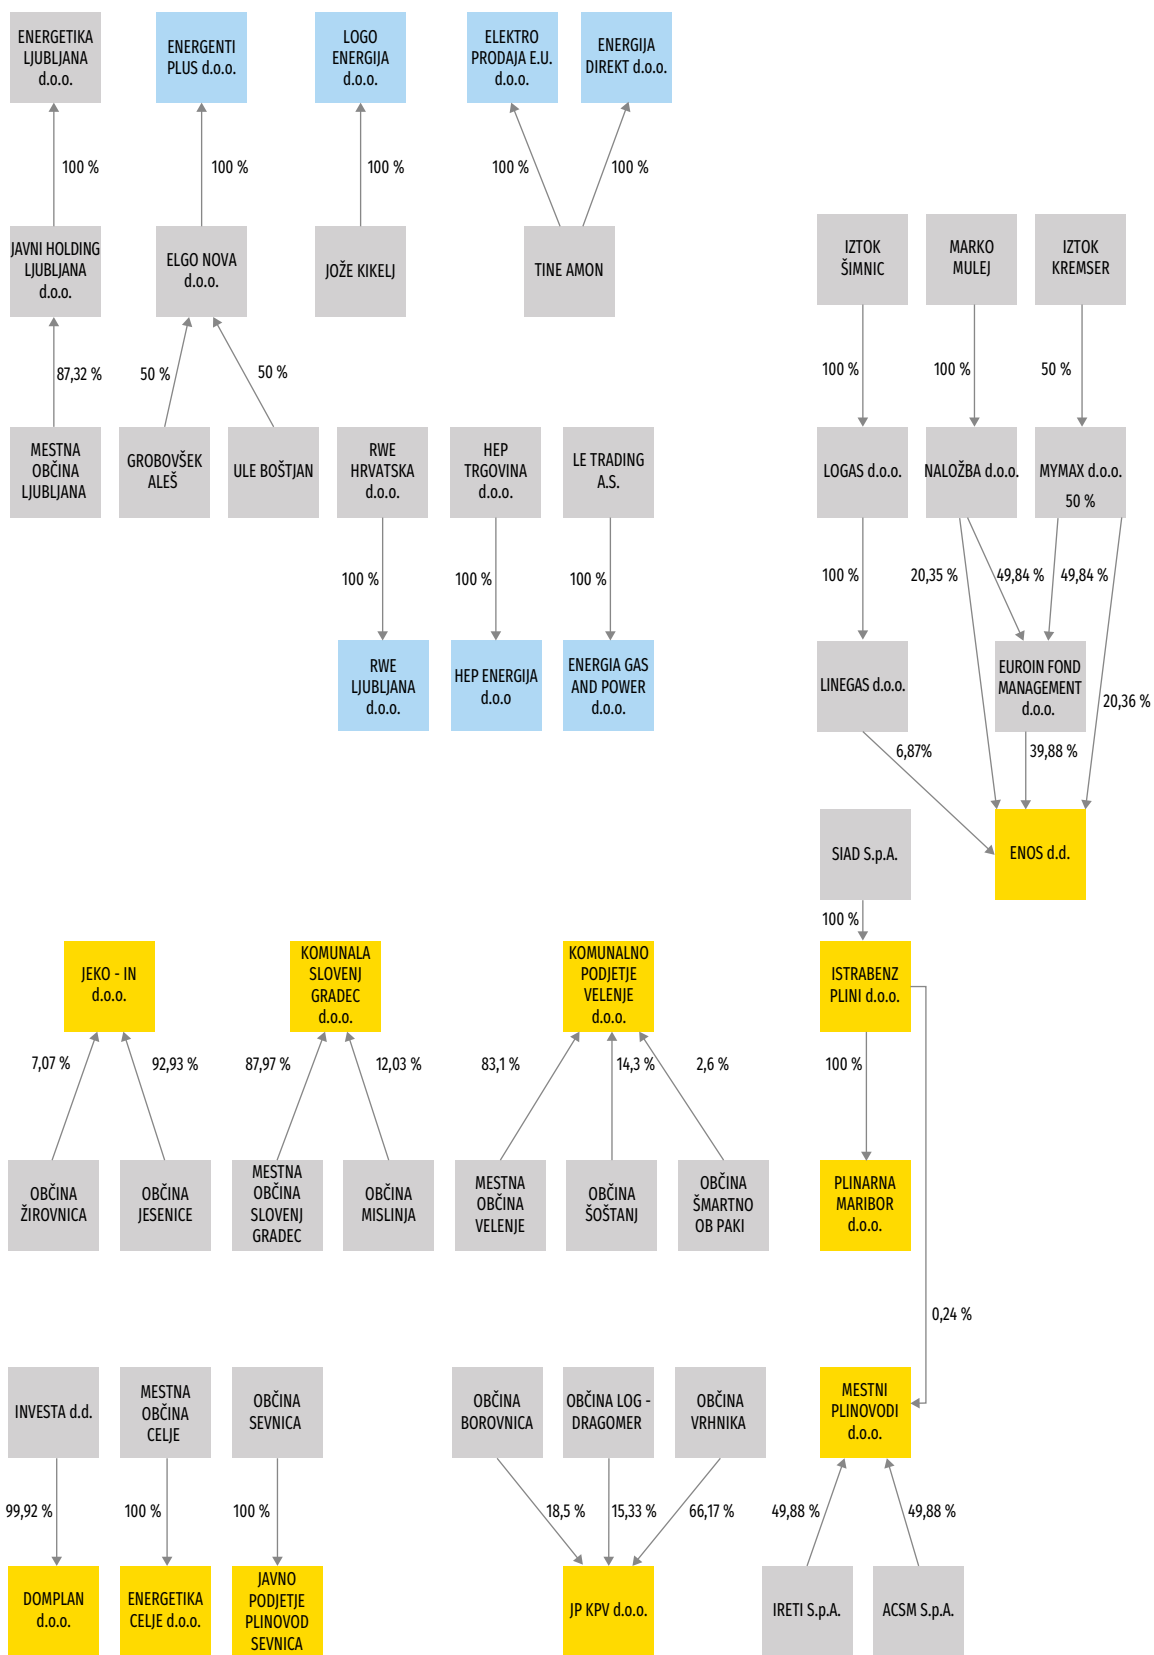 ENERGETIKA
LJUBLJANA
d.o.o.
ENERGENTI
PLUS d.o.o.
LOGO
ENERGIJA
d.o.o.
ELEKTRO
PRODAJA E.U.
d.o.o.
ENERGIJA
DIREKT d.o.o.
100 %
100 %
100 %
100 %
100 %
JAVNI HOLDING
LJUBLJANA
d.o.o.
ELGO NOVA
d.o.o.
JOŽE KIKELJ
TINE AMON
IZTOK
ŠIMNIC
MARKO
MULEJ
IZTOK
KREMSER
87,32 %
50 %
50 %
100 %
100 %
50 %
MESTNA
OBČINA
LJUBLJANA
GROBOVŠEK
ALEŠ
ULE BOŠTJAN
RWE
HRVATSKA
d.o.o.
HEP
TRGOVINA
d.o.o.
LE TRADING
A.S.
LOGAS d.o.o.
NALOŽBA d.o.o.
MYMAX d.o.o.
50 %
100 %
100 %
100 %
100 %
20,35 %
49,84 %
49,84 %
RWE
LJUBLJANA
d.o.o.
HEP ENERGIJA
d.o.o
ENERGIA GAS
AND POWER
d.o.o.
LINEGAS d.o.o.
EUROIN FOND
MANAGEMENT
d.o.o.
20,36 %
6,87%
39,88 %
SIAD S.p.A.
ENOS d.d.
100 %
JEKO - IN
d.o.o.
KOMUNALA
SLOVENJ
GRADEC
d.o.o.
KOMUNALNO
PODJETJE
VELENJE
d.o.o.
ISTRABENZ
PLINI d.o.o.
7,07 %
92,93 %
87,97 %
12,03 %
83,1 %
14,3 %
2,6 %
100 %
OBČINA
ŽIROVNICA
OBČINA
JESENICE
MESTNA
OBČINA
SLOVENJ
GRADEC
OBČINA
MISLINJA
MESTNA
OBČINA
VELENJE
OBČINA
ŠOŠTANJ
OBČINA
ŠMARTNO
OB PAKI
PLINARNA
MARIBOR
d.o.o.
0,24 %
INVESTA d.d.
MESTNA
OBČINA
CELJE
OBČINA
SEVNICA
OBČINA
BOROVNICA
OBČINA LOG -
DRAGOMER
OBČINA
VRHNIKA
MESTNI
PLINOVODI
d.o.o.
99,92 %
100 %
100 %
18,5 %
15,33 %
66,17 %
49,88 %
49,88 %
DOMPLAN
d.o.o.
ENERGETIKA
CELJE d.o.o.
JAVNO
PODJETJE
PLINOVOD
SEVNICA
JP KPV d.o.o.
IRETI S.p.A.
ACSM S.p.A.